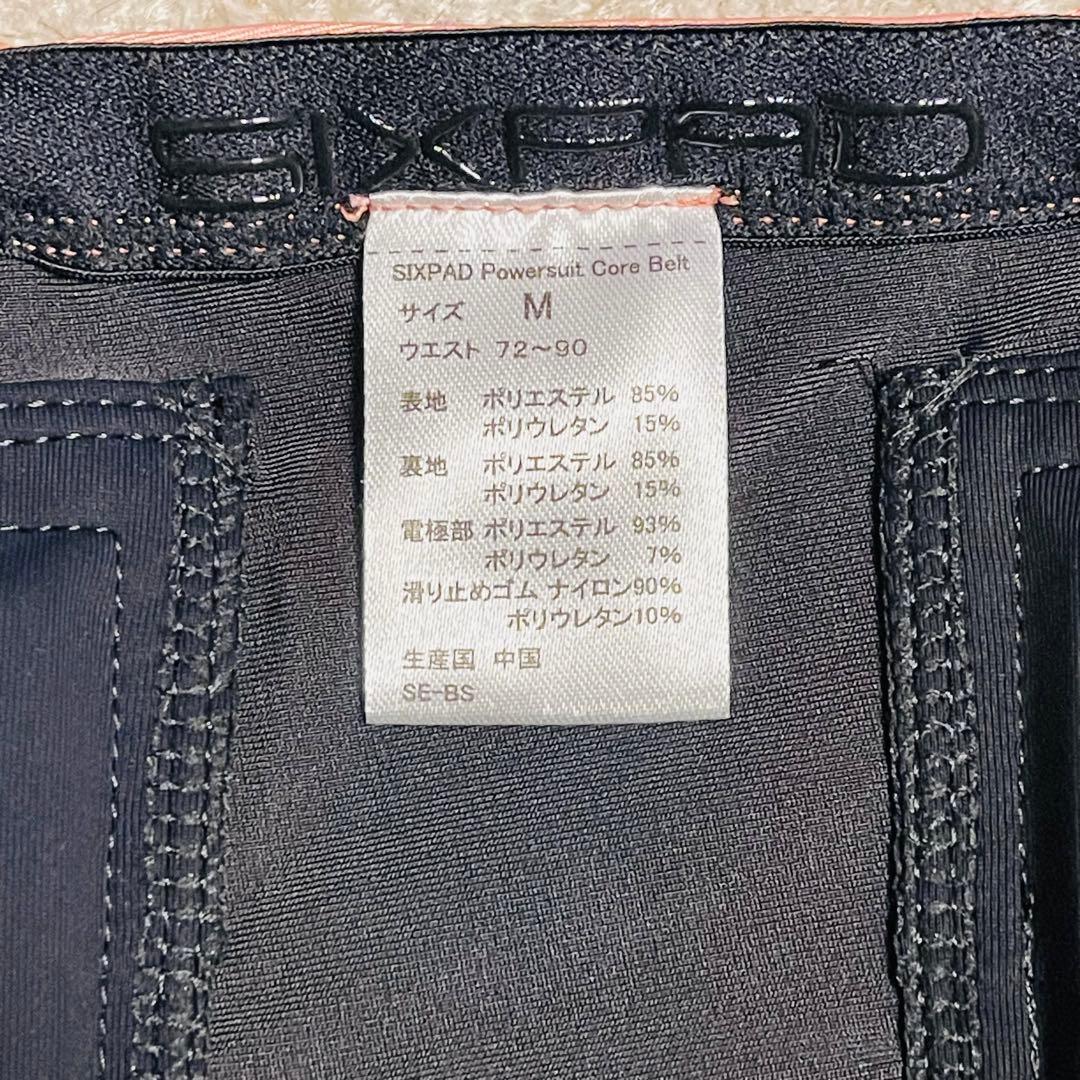 SIXPAD
SIXPAD Powersuit Core Belt
サイズ M
ウエスト 72～90
表地 ポリエステル 85%
ポリウレタン 15%
裏地 ポリエステル 85%
ポリウレタン 15%
電極部 ポリエステル 93%
ポリウレタン 7%
滑り止めゴム ナイロン90%
ポリウレタン10%
生産国 中国
SE-BS